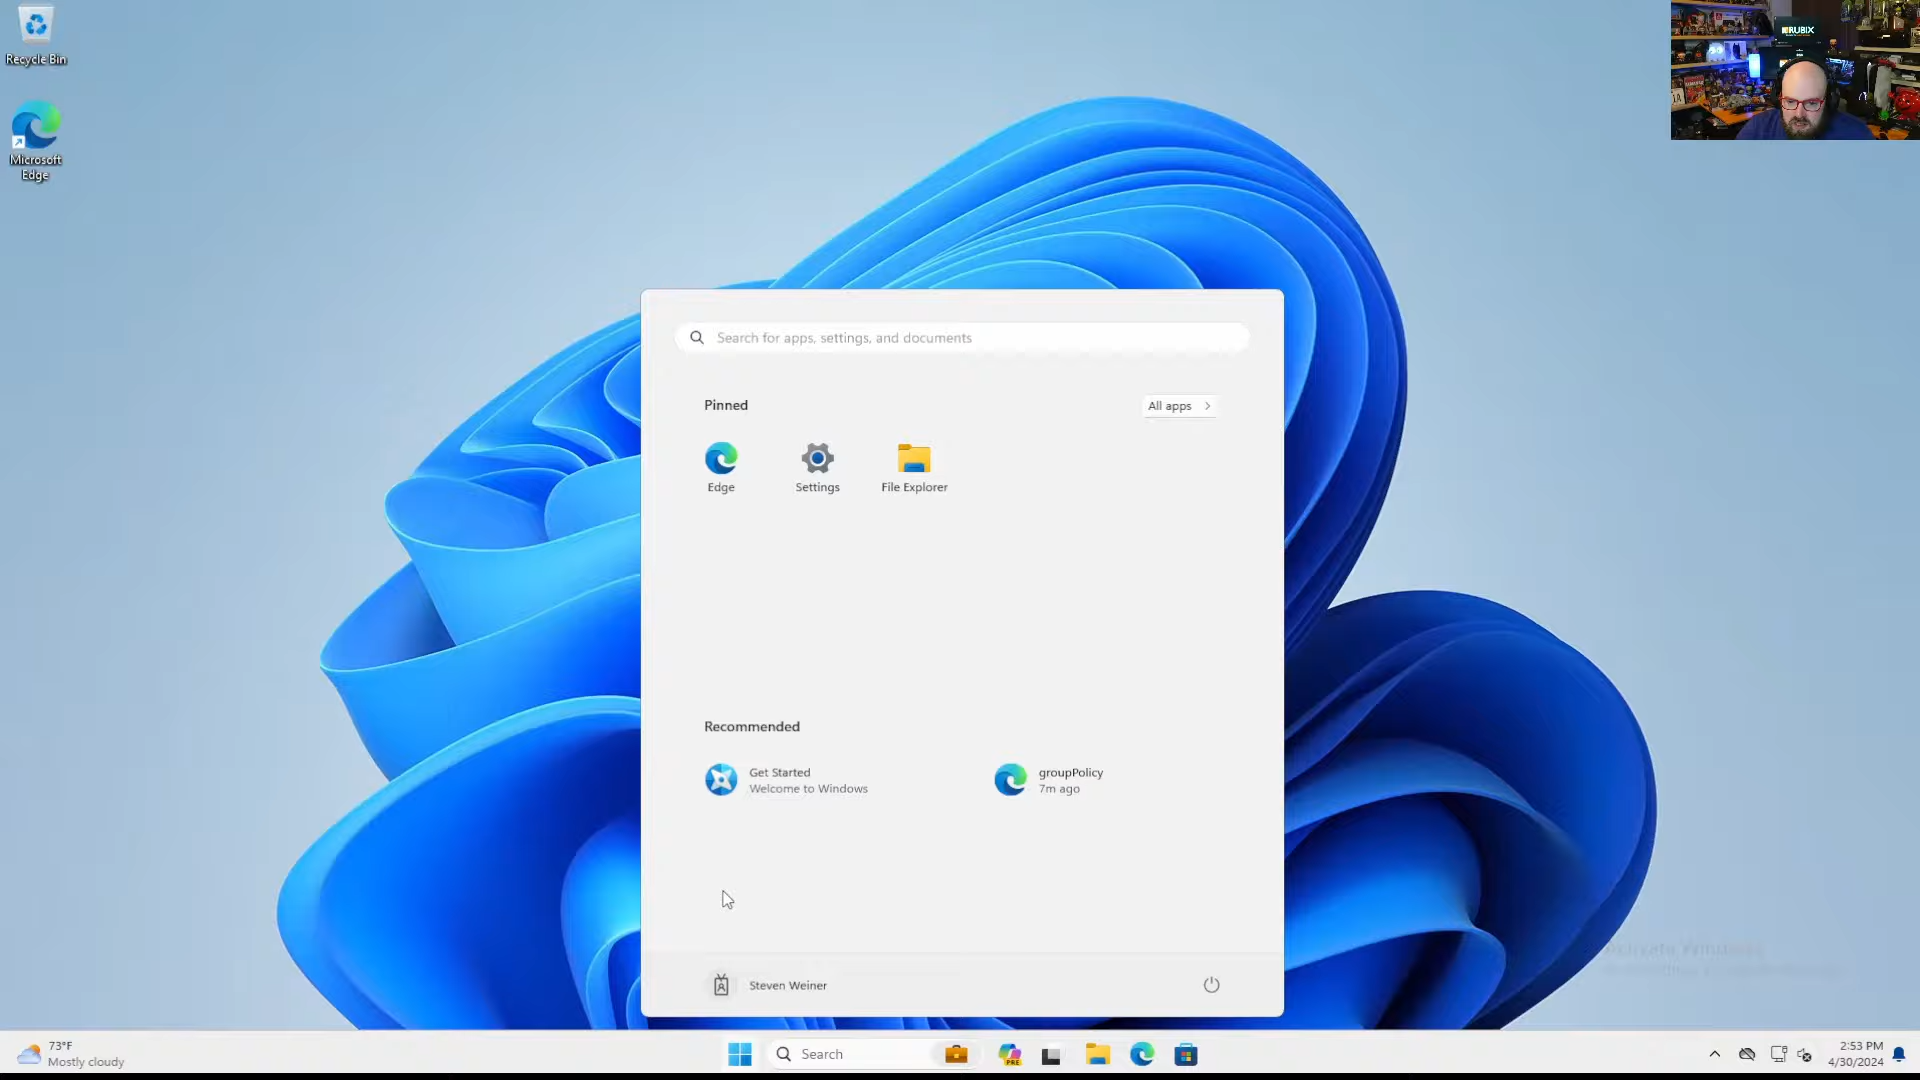 Recycle Bin
Microsoft
Edge
RUBIX
Search for apps, settings, and documents
Pinned
All apps
Edge
Settings
File Explorer
Recommended
Get Started
Welcome to Windows
groupPolicy
7m ago
Steven Weiner
73°F
Mostly cloudy
Search
PRE
2:53 PM
4/30/2024